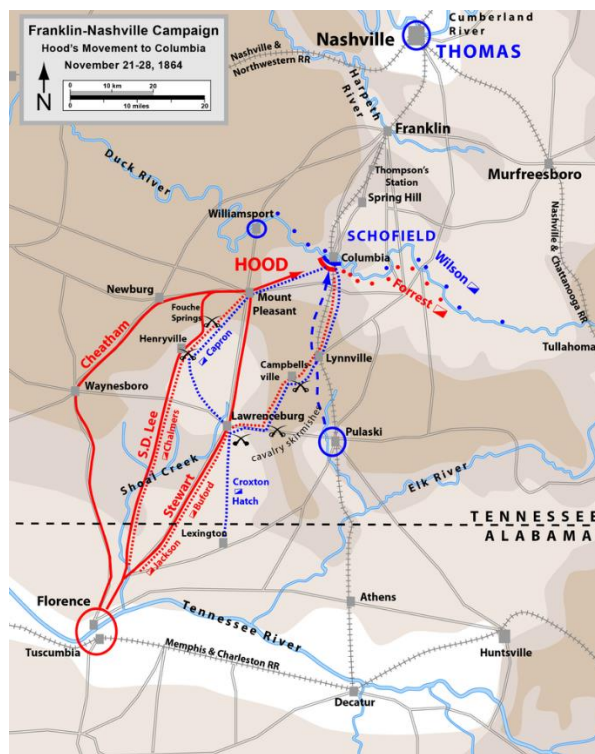 Franklin-Nashville Campaign
Hood's Movement to Columbia
November 21-28, 1864
N
0 10 km 20
0 10 miles 20
Cumberland
River
Nashville
THOMAS
Nashville &
Northwestern RR
Harpeth
River
Franklin
Duck River
Thompson's
Station
Murfreesboro
Spring Hill
Williamsport
SCHOFIELD
Nashville &
Chattanooga RR
HOOD
Columbia
Wilson
Forrest
Newburg
Mount
Pleasant
Fouche
Springs
Tullahoma
Cheatham
Henryville
Capron
Lynnville
Campbells
ville
Waynesboro
S.D. Lee
Chalmers
Lawrenceburg
cavalry skirmishes
Pulaski
Shoal Creek
Stewart
Buford
Croxton
Hatch
Elk River
TENNESSEE
ALABAMA
Lexington
Jackson
Florence
Athens
Tennessee
River
Tuscumbia
Memphis & Charleston RR
Huntsville
Decatur